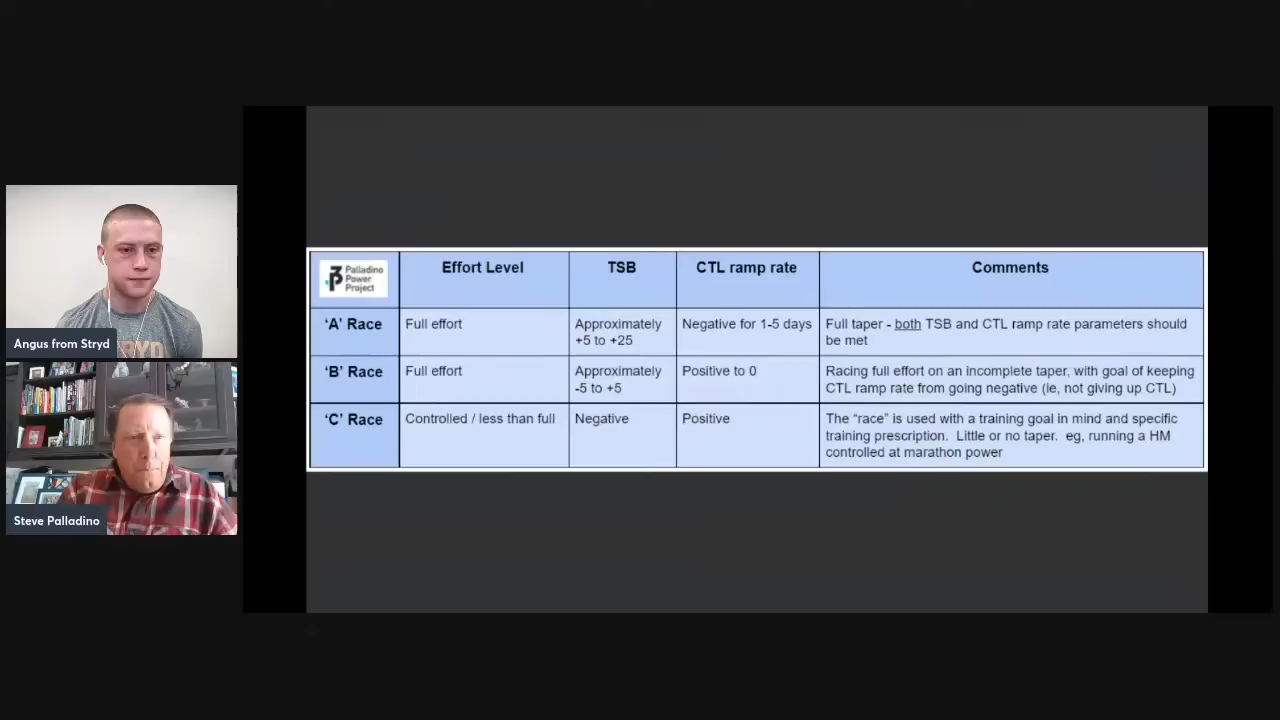 Palladino
Power
Project
Effort Level
TSB
CTL ramp rate
Comments
'A' Race
Full effort
Approximately
+5 to +25
Negative for 1-5 days
Full taper - both TSB and CTL ramp rate parameters should
be met
'B' Race
Full effort
Approximately
-5 to +5
Positive to 0
Racing full effort on an incomplete taper, with goal of keeping
CTL ramp rate from going negative (ie, not giving up CTL)
'C' Race
Controlled / less than full
Negative
Positive
The “race” is used with a training goal in mind and specific
training prescription. Little or no taper. eg, running a HM
controlled at marathon power
Angus from Stryd
Steve Palladino